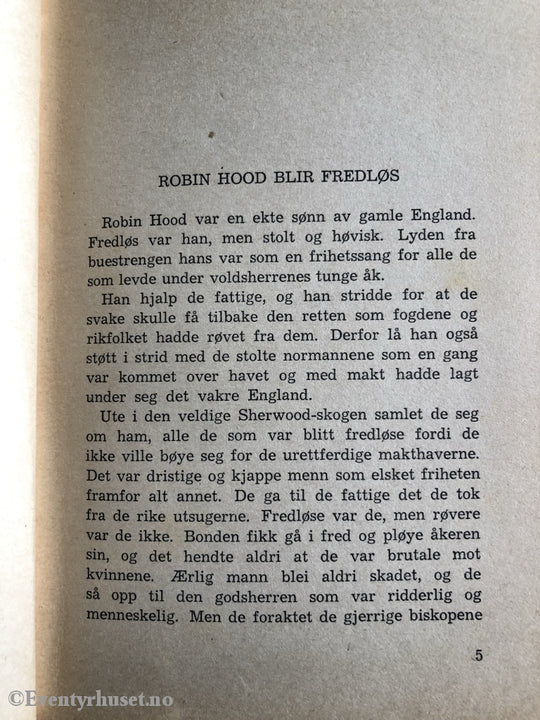 ROBIN HOOD BLIR FREDLØS
Robin Hood var en ekte sønn av gamle England.
Fredløs var han, men stolt og høvisk. Lyden fra
buestrengen hans var som en frihetssang for alle de
som levde under voldsherrenes tunge åk.
Han hjalp de fattige, og han stridde for at de
svake skulle få tilbake den retten som fogdene og
rikfolket hadde røvet fra dem. Derfor lå han også
støtt i strid med de stolte normannene som en gang
var kommet over havet og med makt hadde lagt
under seg det vakre England.
Ute i den veldige Sherwood-skogen samlet de seg
om ham, alle de som var blitt fredløse fordi de
ikke ville bøye seg for de urettferdige makthaverne.
Det var dristige og kjappe menn som elsket friheten
framfor alt annet. De ga til de fattige det de tok
fra de rike utsugerne. Fredløse var de, men røvere
var de ikke. Bonden fikk gå i fred og pløye åkeren
sin, og det hendte aldri at de var brutale mot
kvinnene. Ærlig mann blei aldri skadet, og de
så opp til den godsherren som var ridderlig og
menneskelig. Men de foraktet de gjerrige biskopene
5
©Eventyrhuset.no